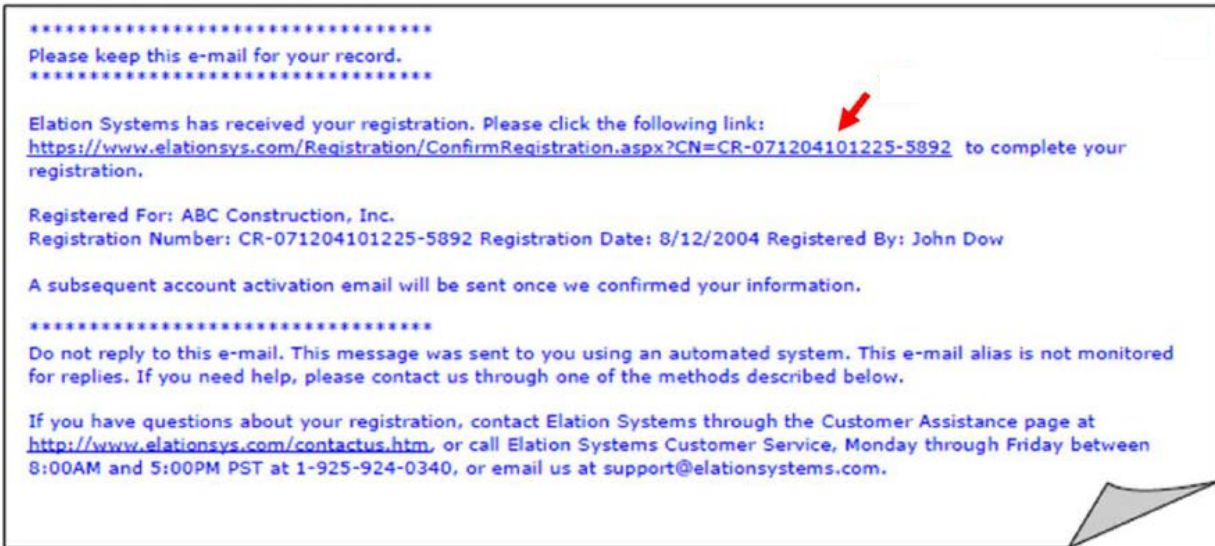 **********************************
Please keep this e-mail for your record.
**********************************
Elation Systems has received your registration. Please click the following link:
https://www.elationsys.com/Registration/ConfirmRegistration.aspx?CN=CR-071204101225-5892 to complete your
registration.
Registered For: ABC Construction, Inc.
Registration Number: CR-071204101225-5892 Registration Date: 8/12/2004 Registered By: John Dow
A subsequent account activation email will be sent once we confirmed your information.
**********************************
Do not reply to this e-mail. This message was sent to you using an automated system. This e-mail alias is not monitored
for replies. If you need help, please contact us through one of the methods described below.
If you have questions about your registration, contact Elation Systems through the Customer Assistance page at
http://www.elationsys.com/contactus.htm, or call Elation Systems Customer Service, Monday through Friday between
8:00AM and 5:00PM PST at 1-925-924-0340, or email us at support@elationsystems.com.